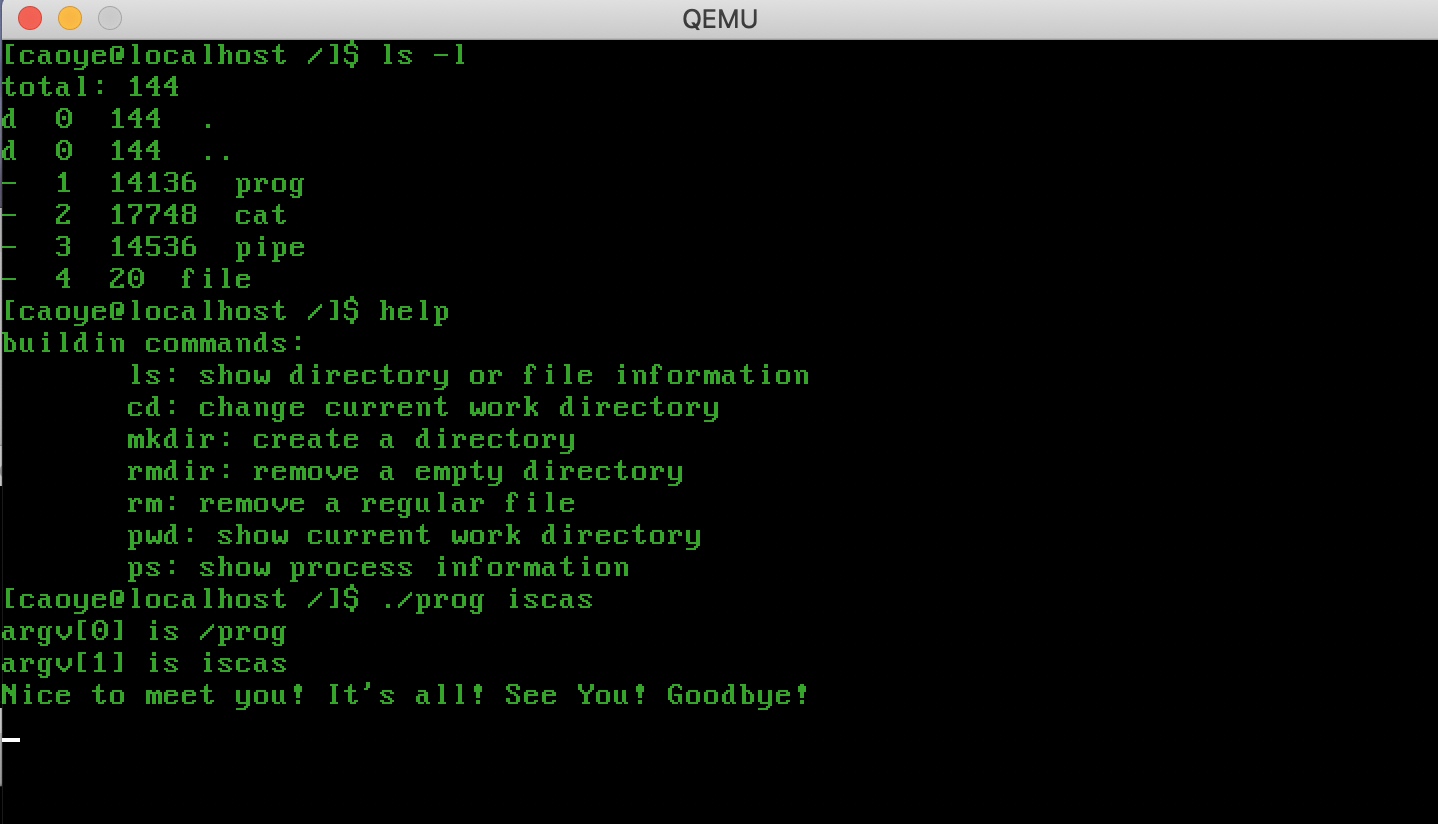 QEMU
[caoye@localhost /]$ ls -l
total: 144
d  0  144  .
d  0  144  ..
-  1  14136  prog
-  2  17748  cat
-  3  14536  pipe
-  4  20  file
[caoye@localhost /]$ help
buildin commands:
       ls: show directory or file information
       cd: change current work directory
       mkdir: create a directory
       rmdir: remove a empty directory
       rm: remove a regular file
       pwd: show current work directory
       ps: show process information
[caoye@localhost /]$ ./prog iscas
argv[0] is /prog
argv[1] is iscas
Nice to meet you! It's all! See You! Goodbye!